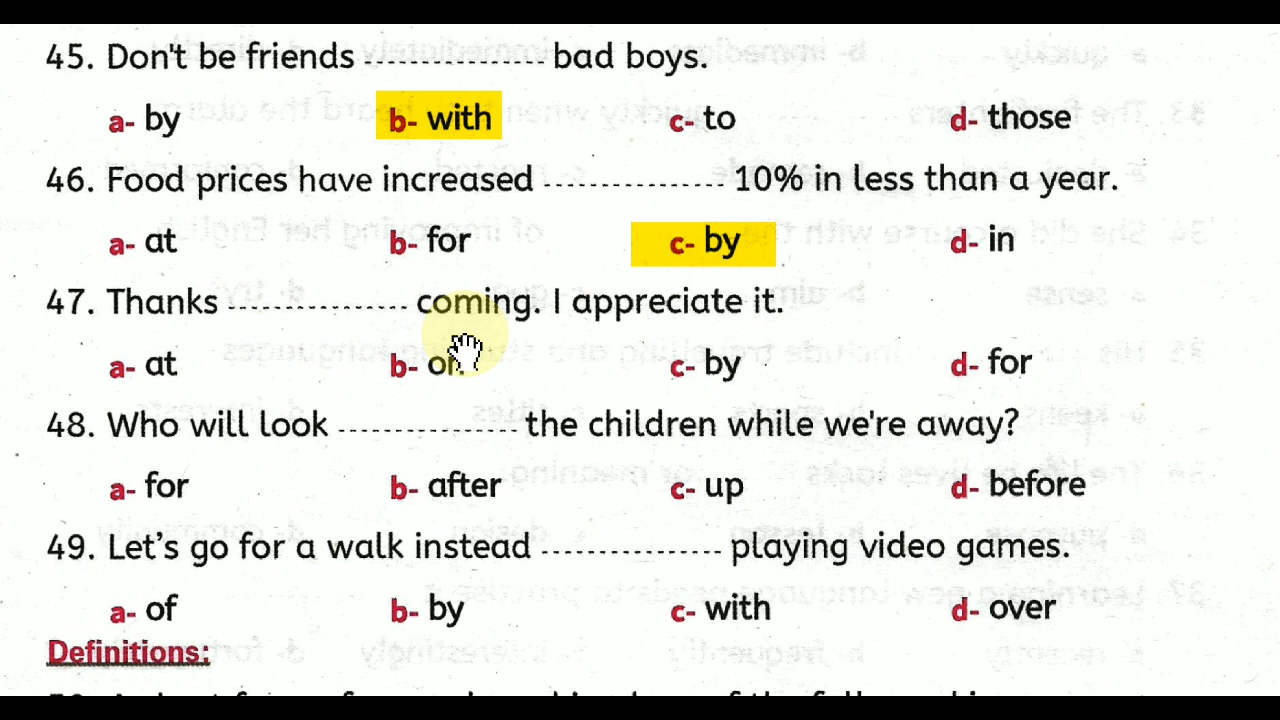 45. Don't be friends ................ bad boys.
a- by b- with c- to d- those
46. Food prices have increased ................ 10% in less than a year.
a- at b- for c- by d- in
47. Thanks ................ coming. I appreciate it.
a- at b- c- by d- for
48. Who will look ................ the children while we're away?
a- for b- after c- up d- before
49. Let's go for a walk instead ................ playing video games.
a- of b- by c- with d- over
Definitions: